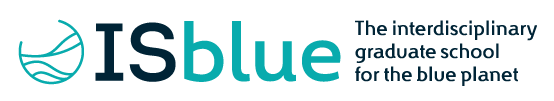 ISblue
The interdisciplinary
graduate school
for the blue planet